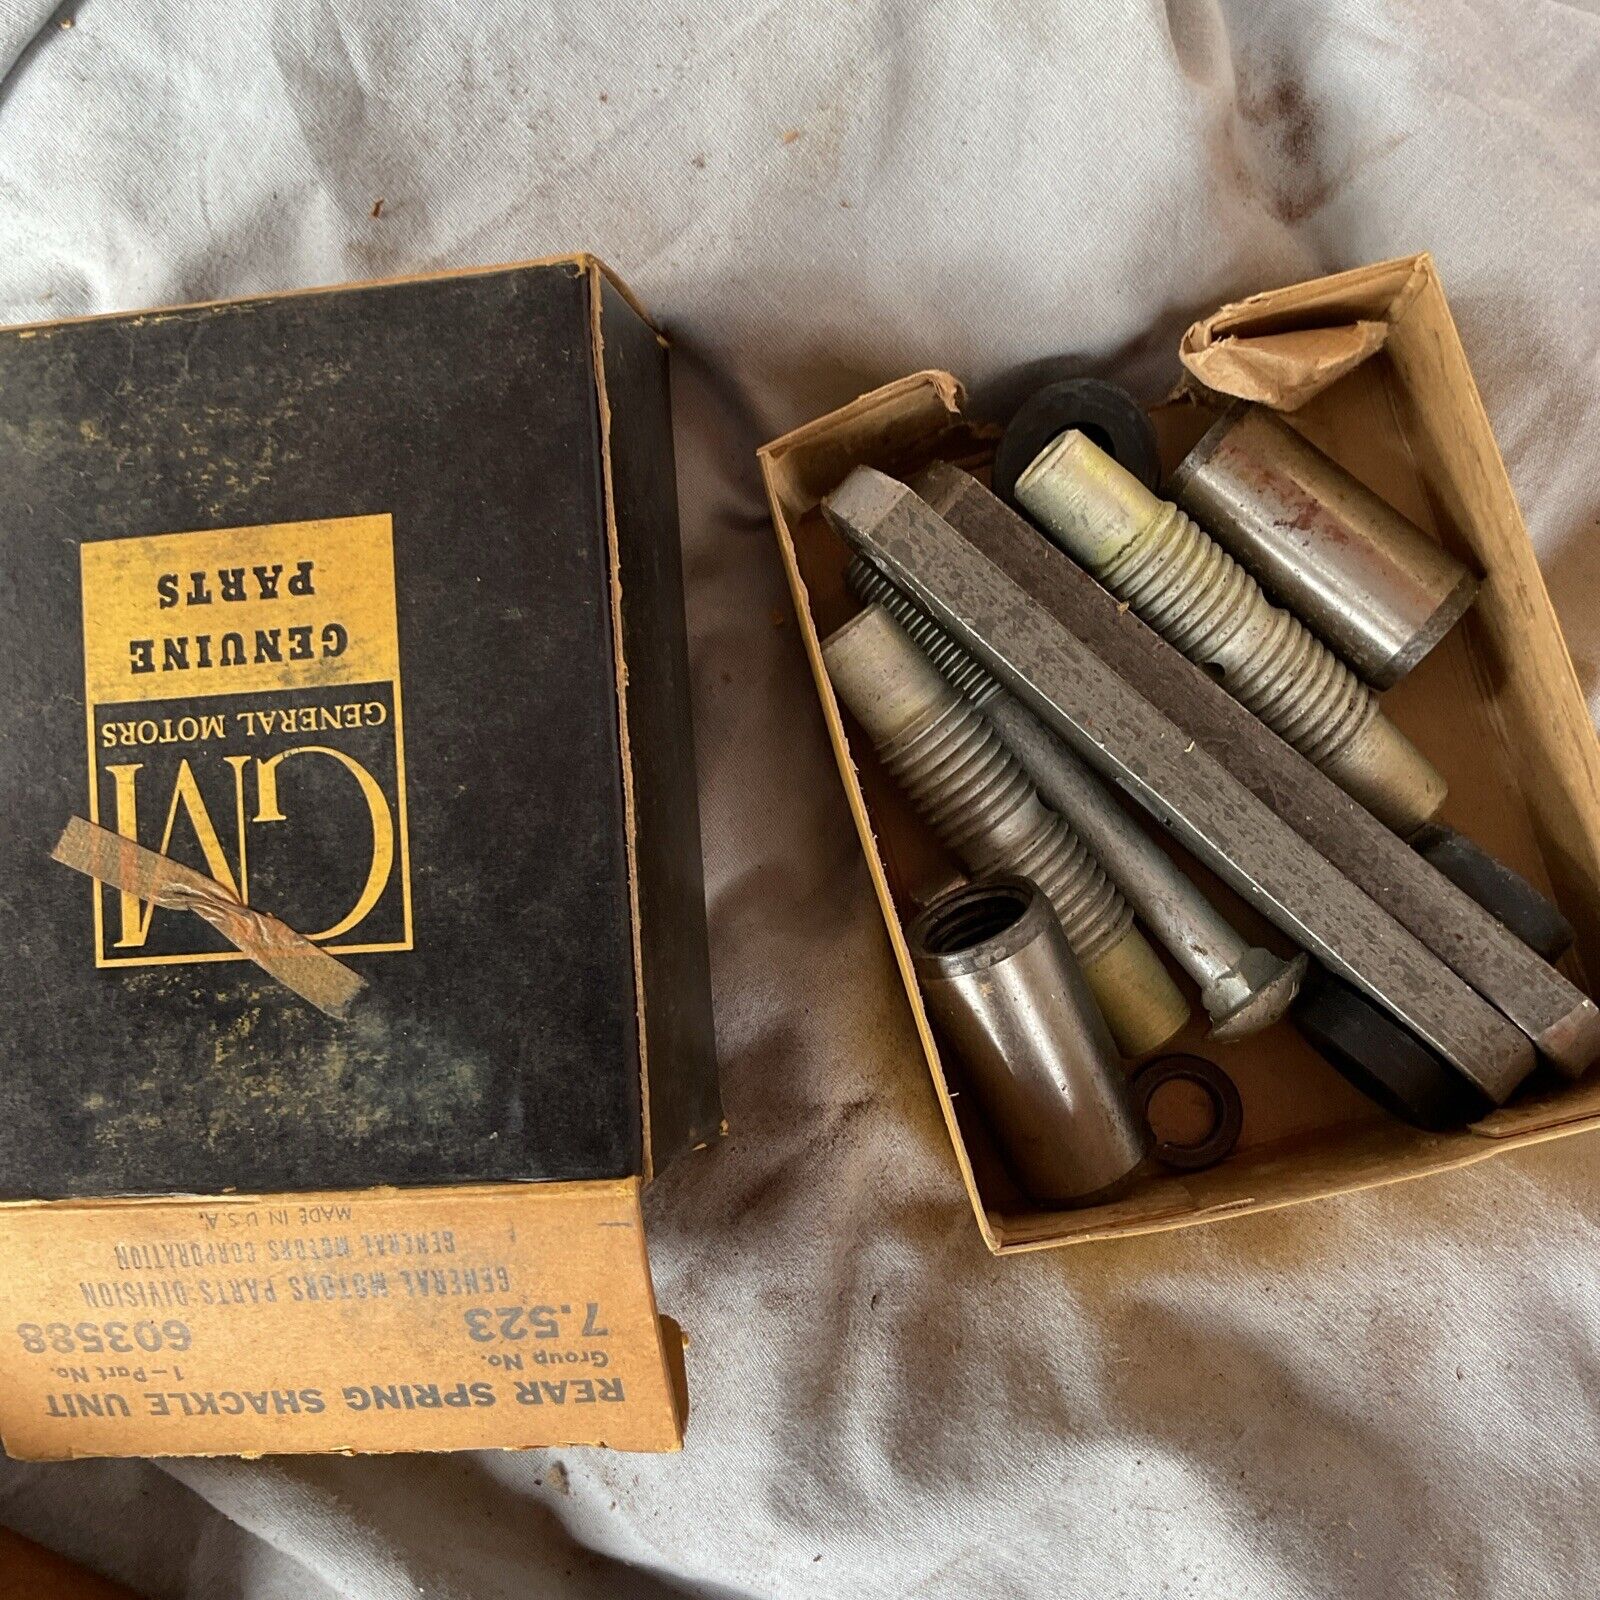 GM
GENERAL MOTORS
GENUINE
PARTS
REAR SPRING SHACKLE UNIT
Group No. 1-Part No.
7.523 603588
GENERAL MOTORS PARTS DIVISION
GENERAL MOTORS CORPORATION
MADE IN U.S.A.